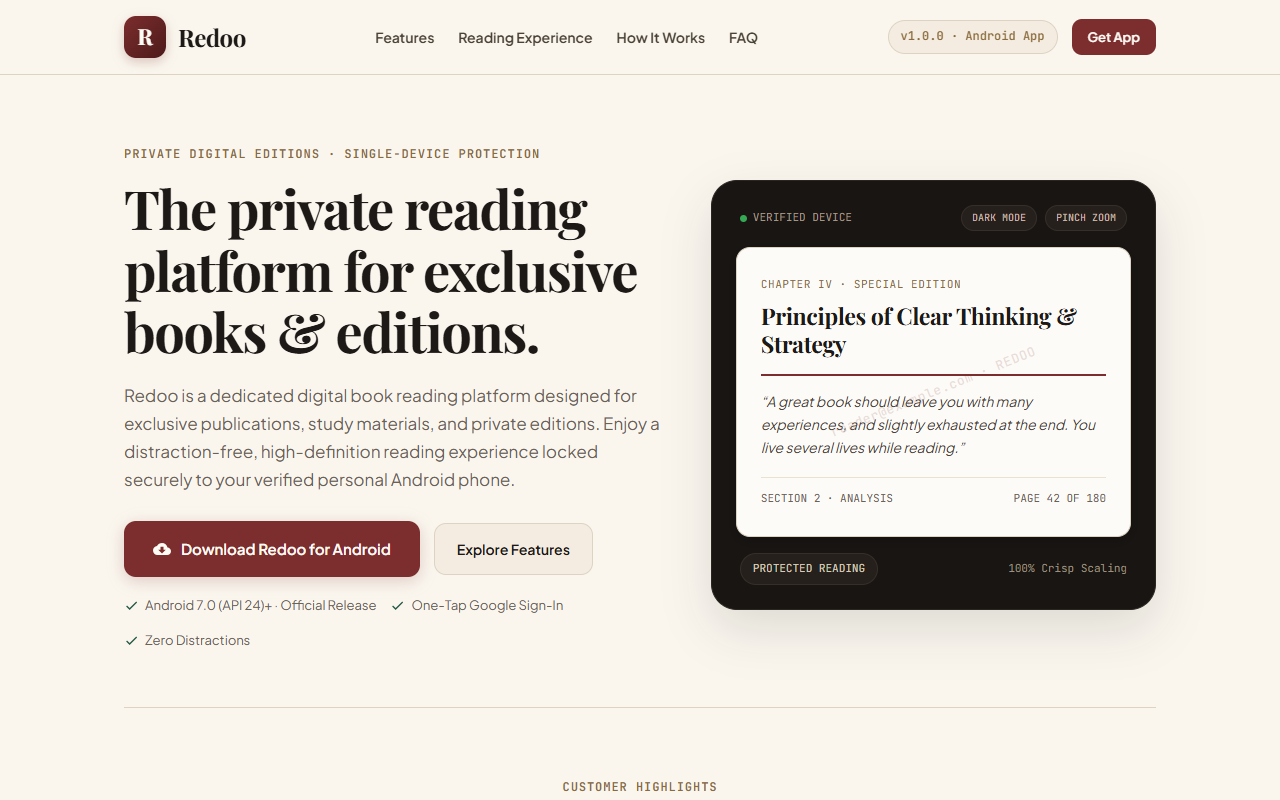 R Redoo
Features Reading Experience How It Works FAQ
v1.0.0 · Android App
Get App
PRIVATE DIGITAL EDITIONS · SINGLE-DEVICE PROTECTION
The private reading
platform for exclusive
books & editions.
Redoo is a dedicated digital book reading platform designed for
exclusive publications, study materials, and private editions. Enjoy a
distraction-free, high-definition reading experience locked
securely to your verified personal Android phone.
Download Redoo for Android
Explore Features
Android 7.0 (API 24)+ · Official Release
One-Tap Google Sign-In
Zero Distractions
VERIFIED DEVICE
DARK MODE
PINCH ZOOM
CHAPTER IV · SPECIAL EDITION
Principles of Clear Thinking &
Strategy
“A great book should leave you with many
experiences, and slightly exhausted at the end. You
live several lives while reading.”
SECTION 2 · ANALYSIS
PAGE 42 OF 180
PROTECTED READING
100% Crisp Scaling
CUSTOMER HIGHLIGHTS